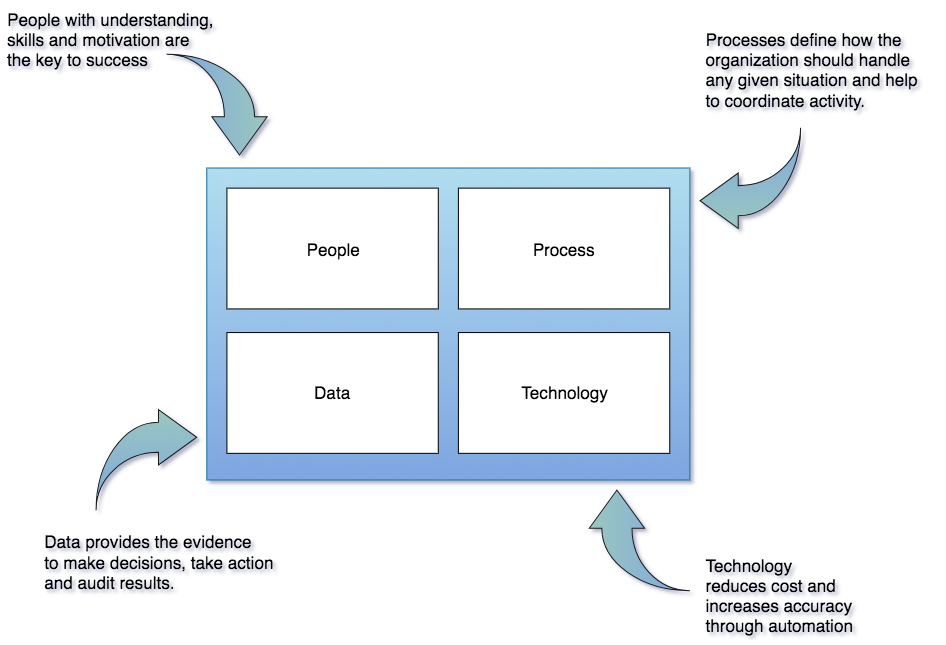 People with understanding,
skills and motivation are
the key to success
Processes define how the
organization should handle
any given situation and help
to coordinate activity.
People
Process
Data
Technology
Data provides the evidence
to make decisions, take action
and audit results.
Technology
reduces cost and
increases accuracy
through automation